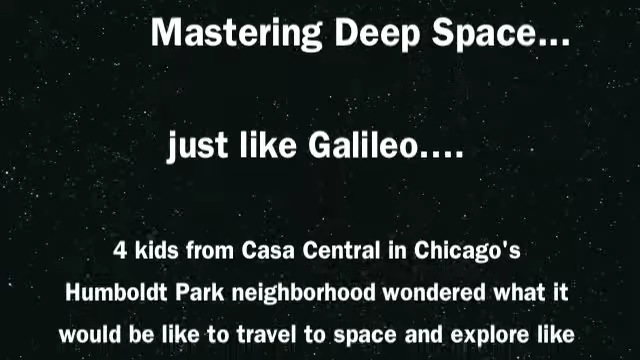 Mastering Deep Space...
just like Galileo....
4 kids from Casa Central in Chicago's
Humboldt Park neighborhood wondered what it
would be like to travel to space and explore like